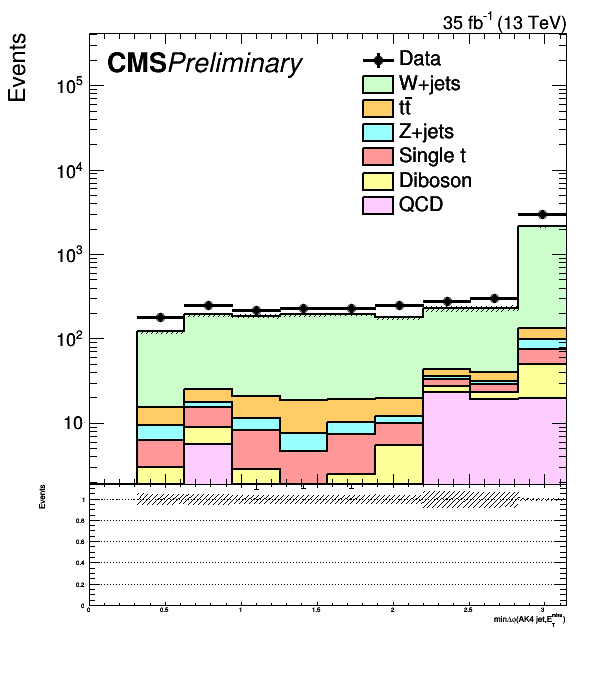 35 fb⁻¹ (13 TeV)
Events
CMS Preliminary
Data
W+jets
tt̄
Z+jets
Single t
Diboson
QCD
10⁵
10⁴
10³
10²
10
Events
1
0.8
0.6
0.4
0.2
0
0 0.5 1 1.5 2 2.5 3
minΔφ(AK4 jet,E_T^miss)